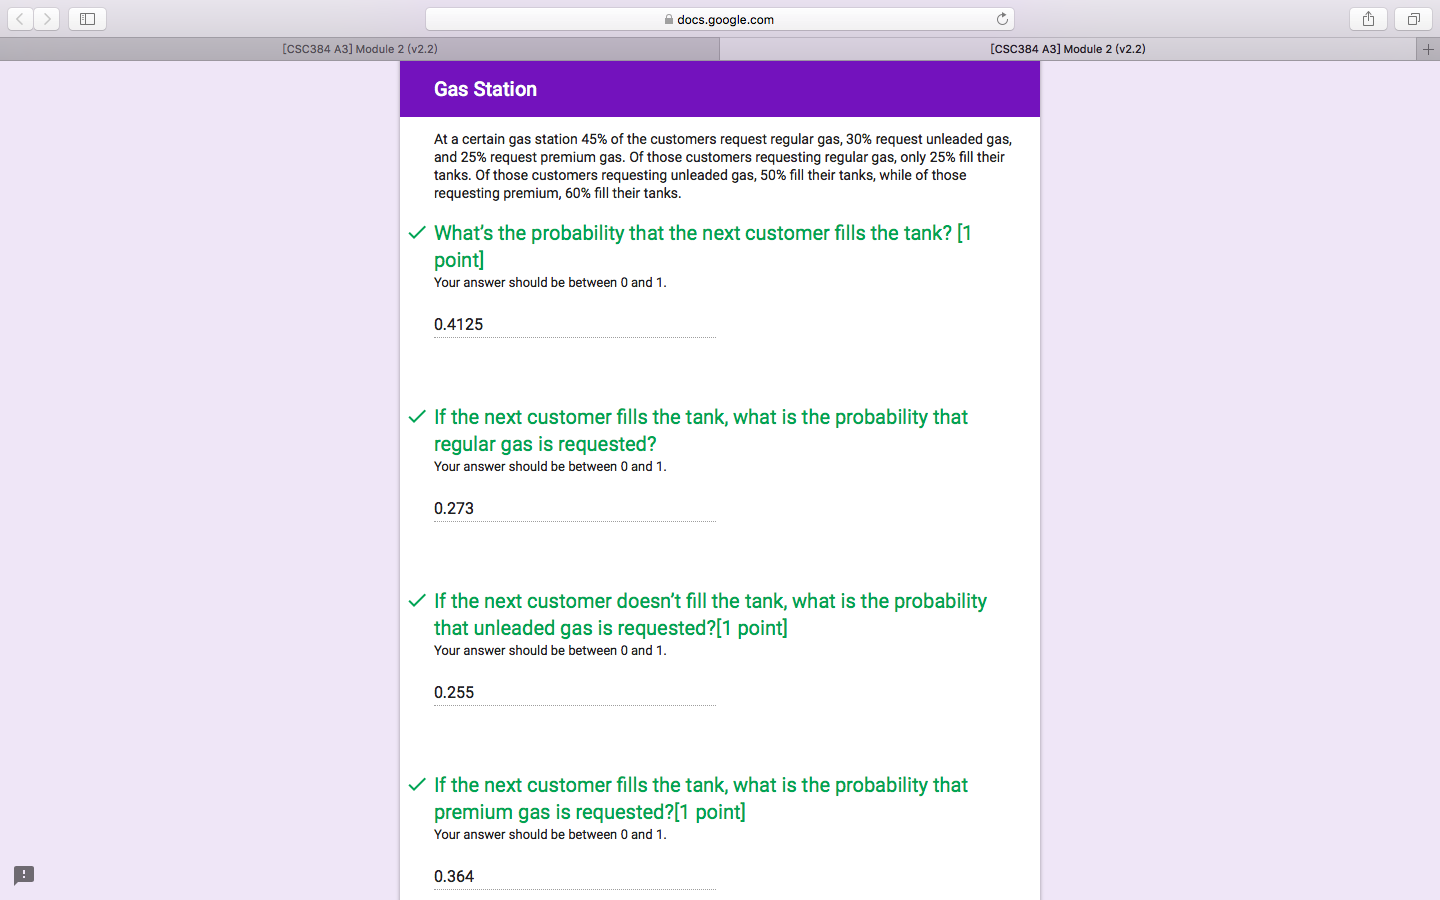 docs.google.com
[CSC384 A3] Module 2 (v2.2)
[CSC384 A3] Module 2 (v2.2)
Gas Station
At a certain gas station 45% of the customers request regular gas, 30% request unleaded gas,
and 25% request premium gas. Of those customers requesting regular gas, only 25% fill their
tanks. Of those customers requesting unleaded gas, 50% fill their tanks, while of those
requesting premium, 60% fill their tanks.
What's the probability that the next customer fills the tank? [1
point]
Your answer should be between 0 and 1.
0.4125
If the next customer fills the tank, what is the probability that
regular gas is requested?
Your answer should be between 0 and 1.
0.273
If the next customer doesn't fill the tank, what is the probability
that unleaded gas is requested?[1 point]
Your answer should be between 0 and 1.
0.255
If the next customer fills the tank, what is the probability that
premium gas is requested?[1 point]
Your answer should be between 0 and 1.
0.364